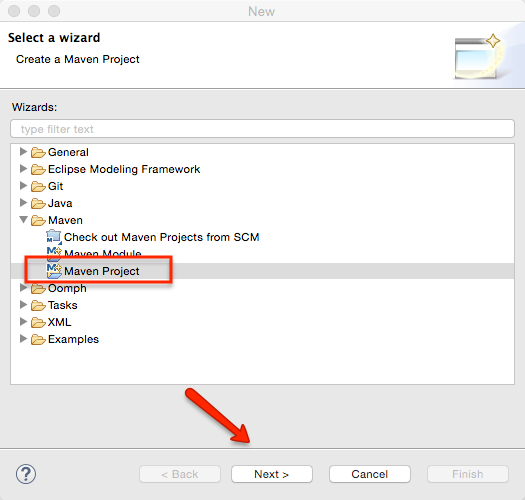 New
Select a wizard
Create a Maven Project
Wizards:
type filter text
General
Eclipse Modeling Framework
Git
Java
Maven
Check out Maven Projects from SCM
Maven Module
Maven Project
Oomph
Tasks
XML
Examples
? < Back Next > Cancel Finish